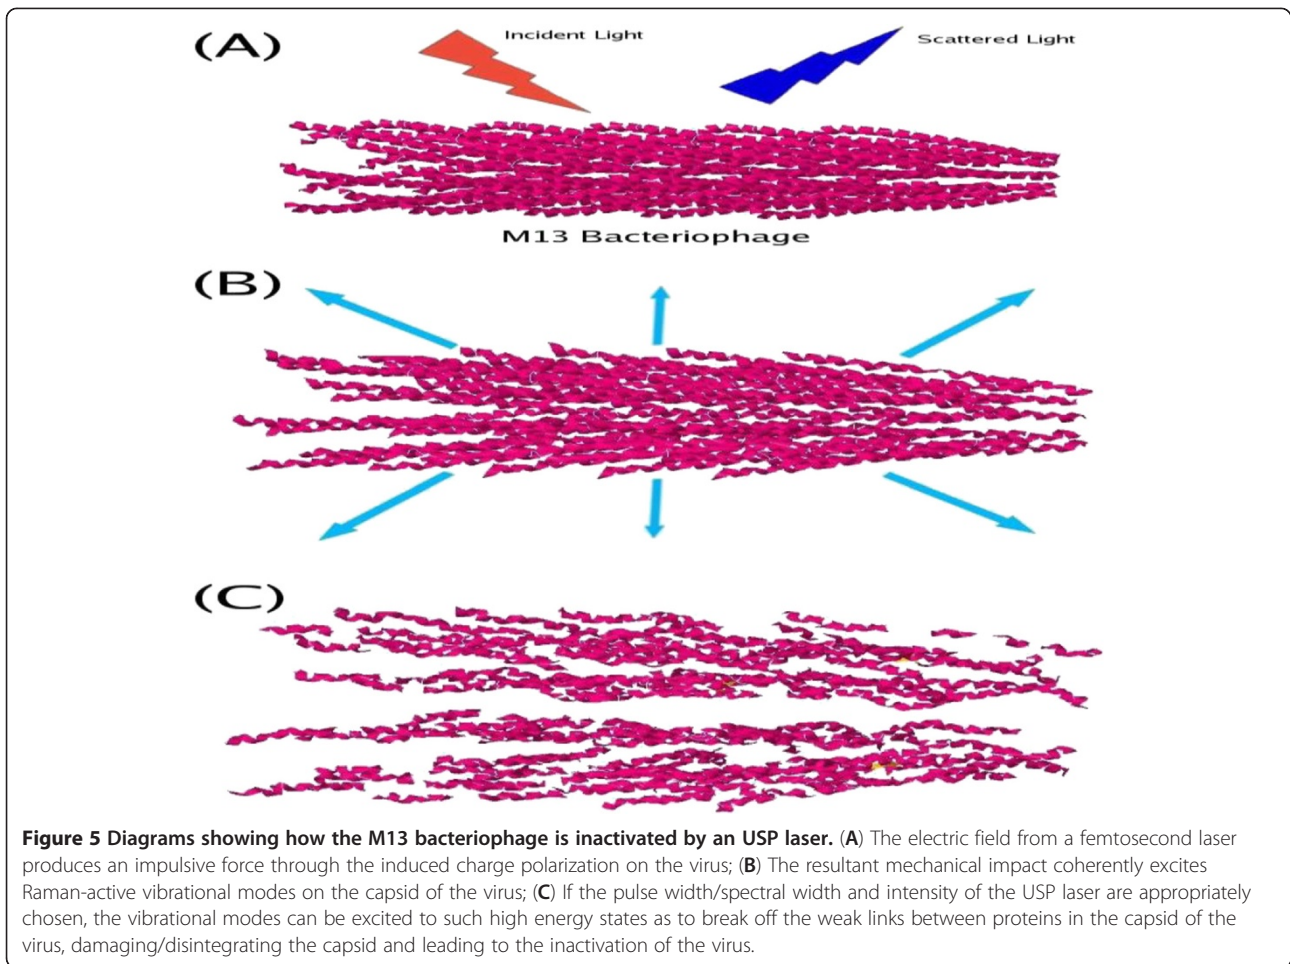 (A)
Incident Light
Scattered Light
M13 Bacteriophage
(B)
(C)
Figure 5 Diagrams showing how the M13 bacteriophage is inactivated by an USP laser. (A) The electric field from a femtosecond laser
produces an impulsive force through the induced charge polarization on the virus; (B) The resultant mechanical impact coherently excites
Raman-active vibrational modes on the capsid of the virus; (C) If the pulse width/spectral width and intensity of the USP laser are appropriately
chosen, the vibrational modes can be excited to such high energy states as to break off the weak links between proteins in the capsid of the
virus, damaging/disintegrating the capsid and leading to the inactivation of the virus.